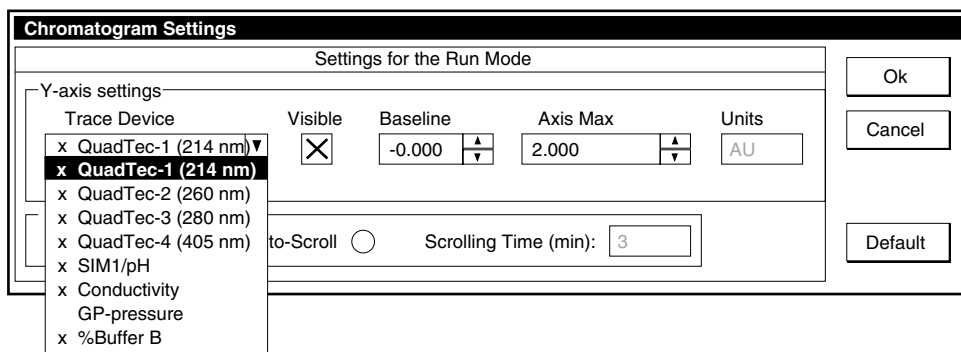 Chromatogram Settings
Settings for the Run Mode
Ok
Y-axis settings
Trace Device Visible Baseline Axis Max Units
Cancel
x QuadTec-1 (214 nm) -0.000 2.000 AU
x QuadTec-1 (214 nm)
x QuadTec-2 (260 nm)
x QuadTec-3 (280 nm)
x QuadTec-4 (405 nm) to-Scroll Scrolling Time (min): 3 Default
x SIM1/pH
x Conductivity
GP-pressure
x %Buffer B